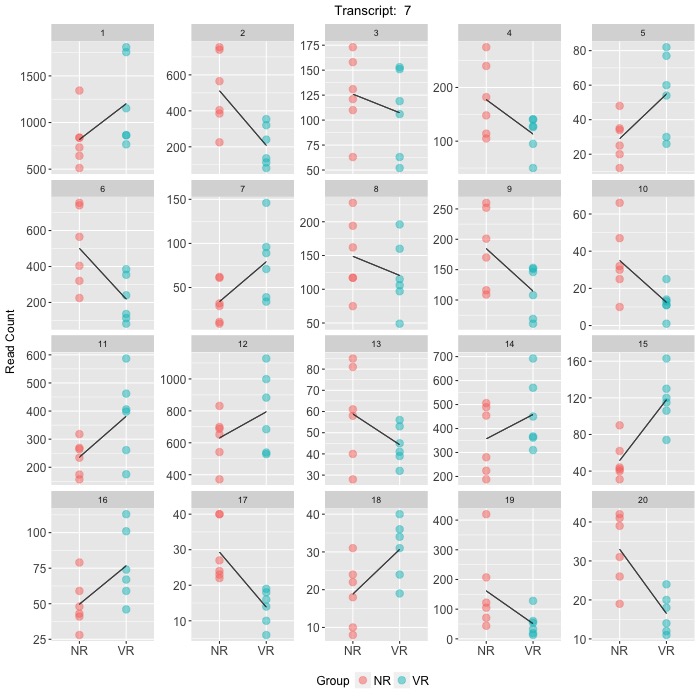 Transcript: 7
1 2 3 4 5
1500 1000 500
600 400 200
175 150 125 100 75 50
200 100
80 60 40 20
6 7 8 9 10
800 600 400 200
150 100 50
200 150 100 50
250 200 150 100
60 40 20 0
Read Count
11 12 13 14 15
600 500 400 300 200
1000 800 600 400
80 70 60 50 40 30
700 600 500 400 300 200
160 120 80 40
16 17 18 19 20
100 75 50 25
40 30 20 10
40 30 20 10
400 300 200 100 0
40 30 20 10
NR VR NR VR NR VR NR VR NR VR
Group NR VR